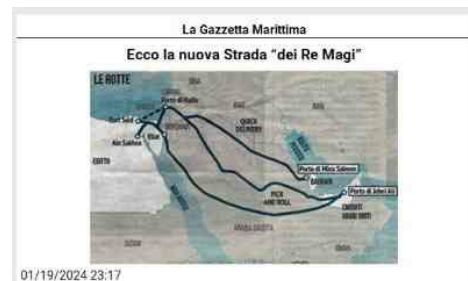 La Gazzetta Marittima
Ecco la nuova Strada “dei Re Magi”
LE ROTTE
Porto di Haifa
Port Said
Eilat
Ain Sokhna
EGITTO
QUICK
DELIVERY
Porto di Mina Salman
BAHRAIN
Porto di Jebel Ali
PICK
AND ROLL
EMIRATI
ARABI UNITI
ARABIA SAUDITA
01/19/2024 23:17